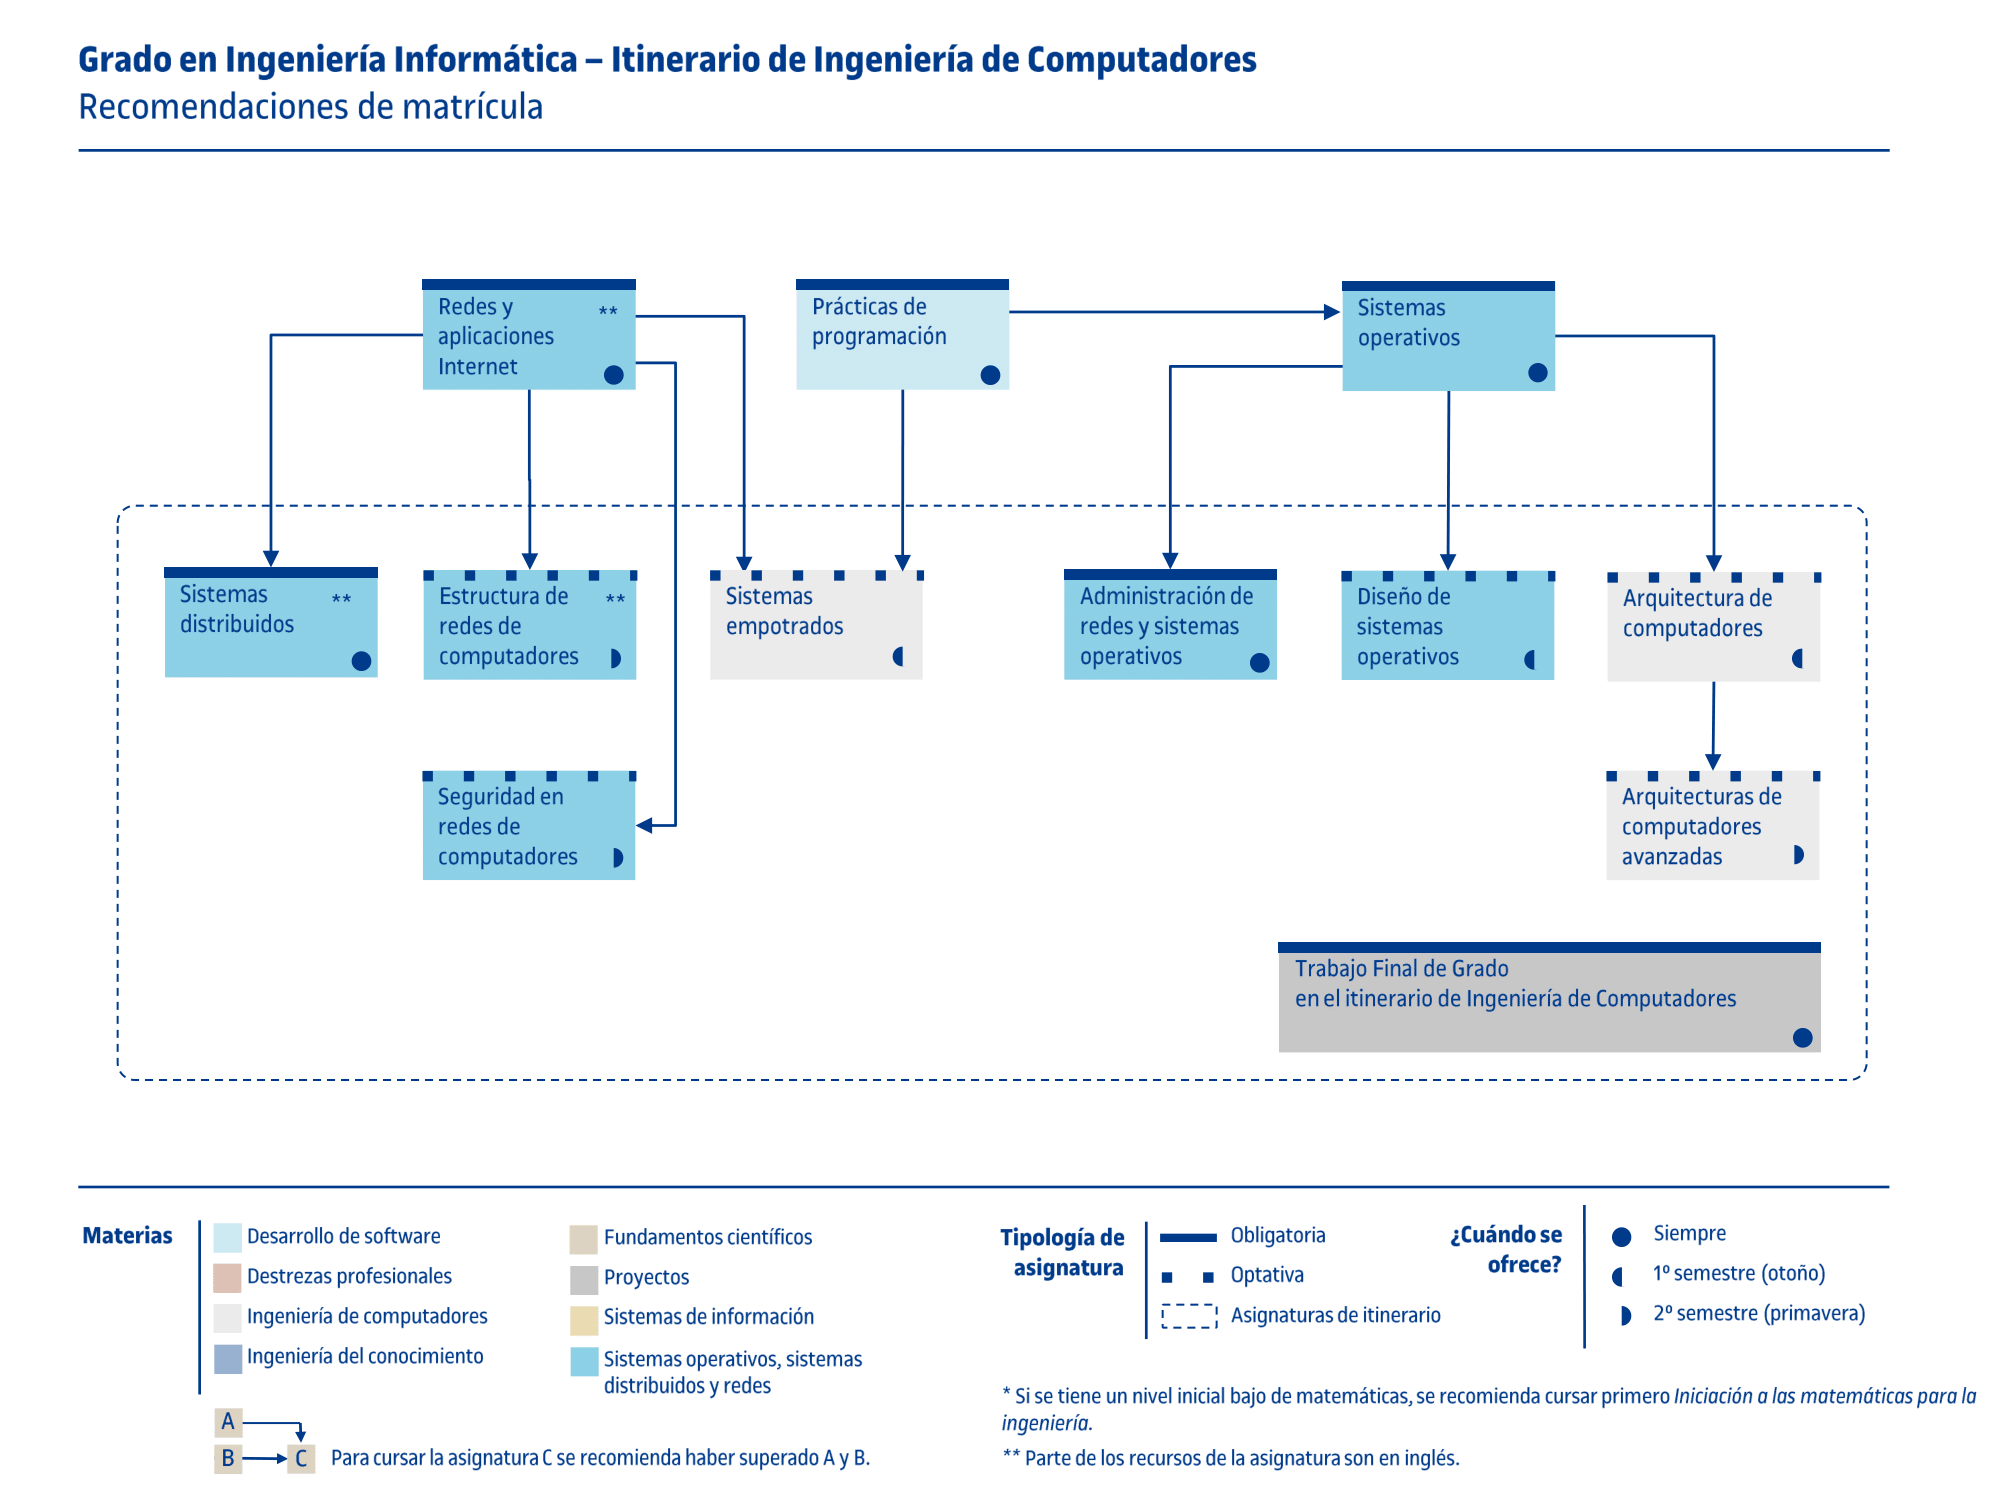 Grado en Ingeniería Informática – Itinerario de Ingeniería de Computadores
Recomendaciones de matrícula
Redes y **
aplicaciones
Internet
Prácticas de
programación
Sistemas
operativos
Sistemas **
distribuidos
Estructura de **
redes de
computadores
Sistemas
empotrados
Administración de
redes y sistemas
operativos
Diseño de
sistemas
operativos
Arquitectura de
computadores
Seguridad en
redes de
computadores
Arquitecturas de
computadores
avanzadas
Trabajo Final de Grado
en el itinerario de Ingeniería de Computadores
Materias
Desarrollo de software
Destrezas profesionales
Ingeniería de computadores
Ingeniería del conocimiento
Fundamentos científicos
Proyectos
Sistemas de información
Sistemas operativos, sistemas
distribuidos y redes
A
B
C
Para cursar la asignatura C se recomienda haber superado A y B.
Tipología de
asignatura
Obligatoria
Optativa
Asignaturas de itinerario
¿Cuándo se
ofrece?
Siempre
1º semestre (otoño)
2º semestre (primavera)
* Si se tiene un nivel inicial bajo de matemáticas, se recomienda cursar primero Iniciación a las matemáticas para la
ingeniería.
** Parte de los recursos de la asignatura son en inglés.